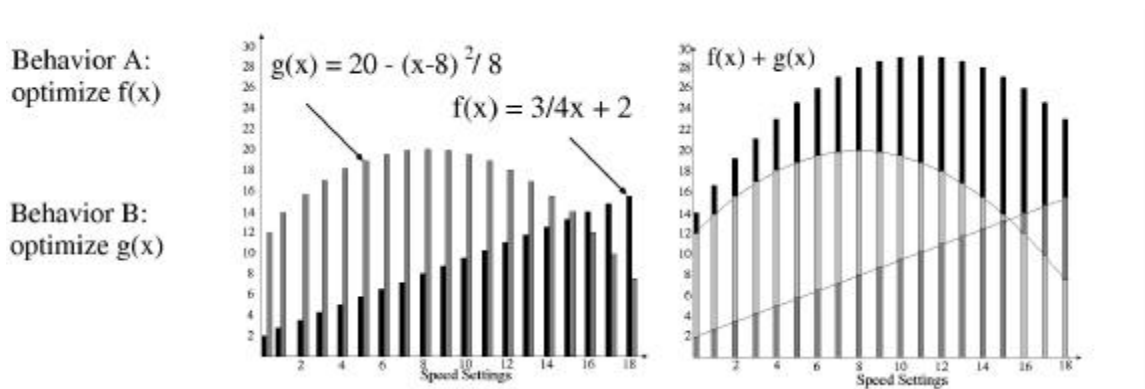 Behavior A:
optimize f(x)
Behavior B:
optimize g(x)
g(x) = 20 - (x-8) ²/ 8
f(x) = 3/4x + 2
30
28
26
24
22
20
18
16
14
12
10
8
6
4
2
2 4 6 8 10 12 14 16 18
Speed Settings
f(x) + g(x)
30
28
26
24
22
20
18
16
14
12
10
8
6
4
2
2 4 6 8 10 12 14 16 18
Speed Settings